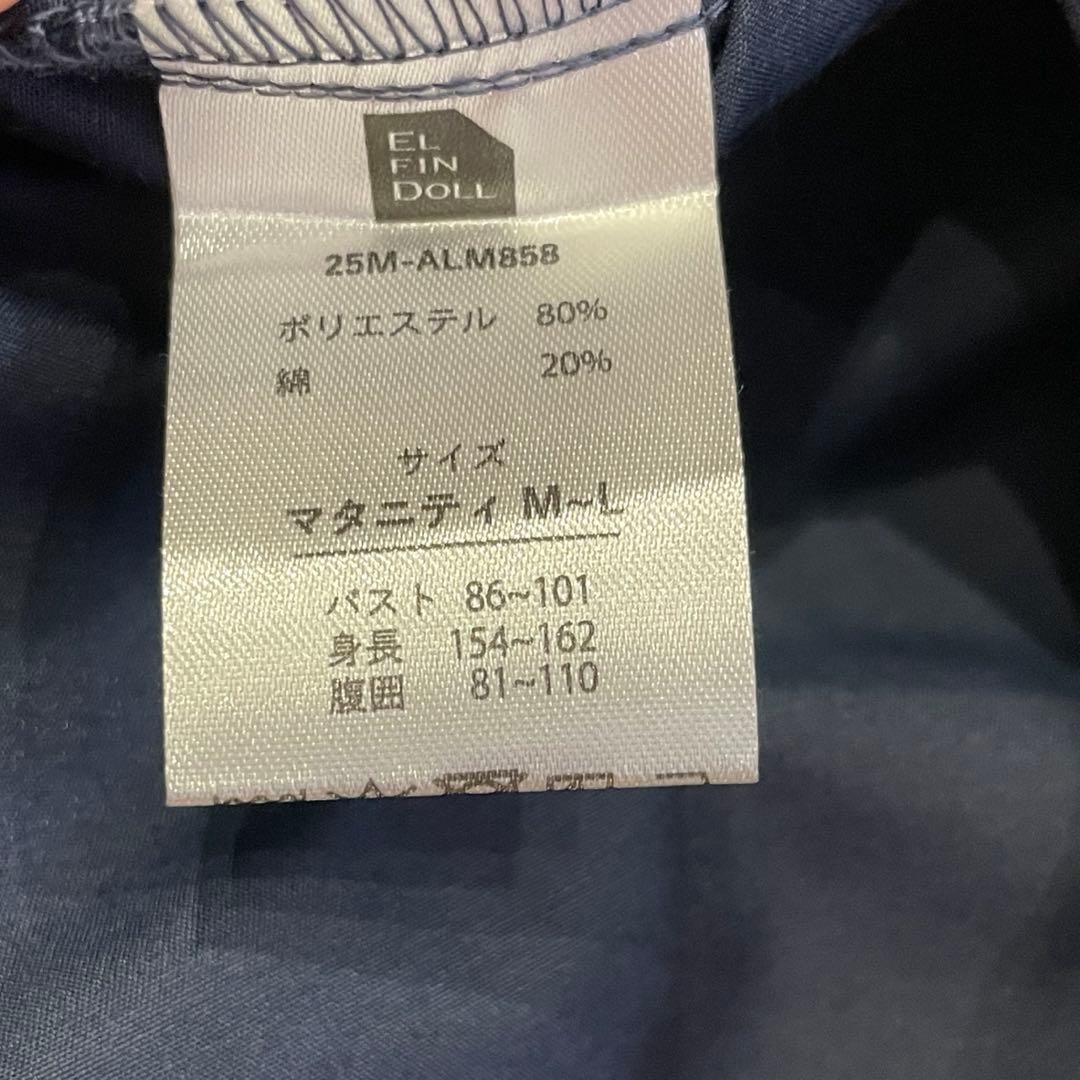 EL
FIN
DOLL
25M-ALM858
ポリエステル 80%
綿 20%
サイズ
マタニティ M~L
バスト 86~101
身長 154~162
腹囲 81~110